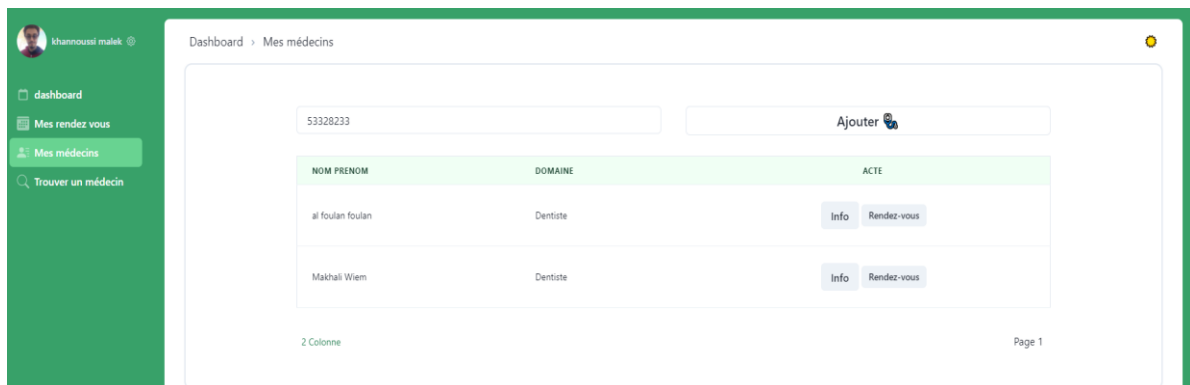 khannoussi malek
dashboard
Mes rendez vous
Mes médecins
Trouver un médecin
Dashboard › Mes médecins
53328233
Ajouter
NOM PRENOM DOMAINE ACTE
al foulan foulan Dentiste Info Rendez-vous
Makhali Wiem Dentiste Info Rendez-vous
2 Colonne Page 1